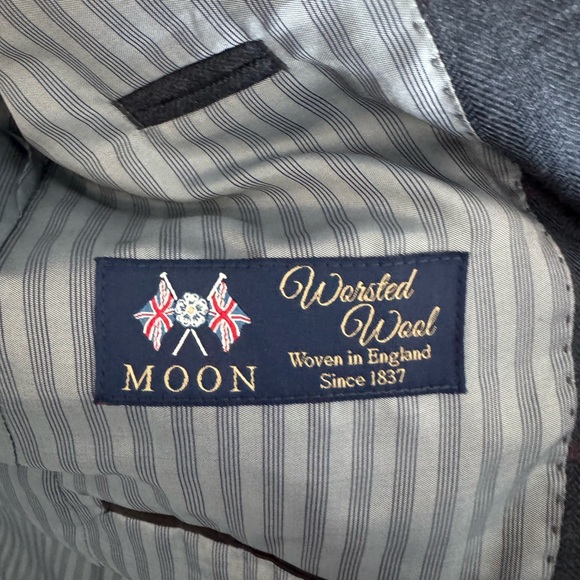 MOON
Worsted
Wool
Woven in England
Since 1837